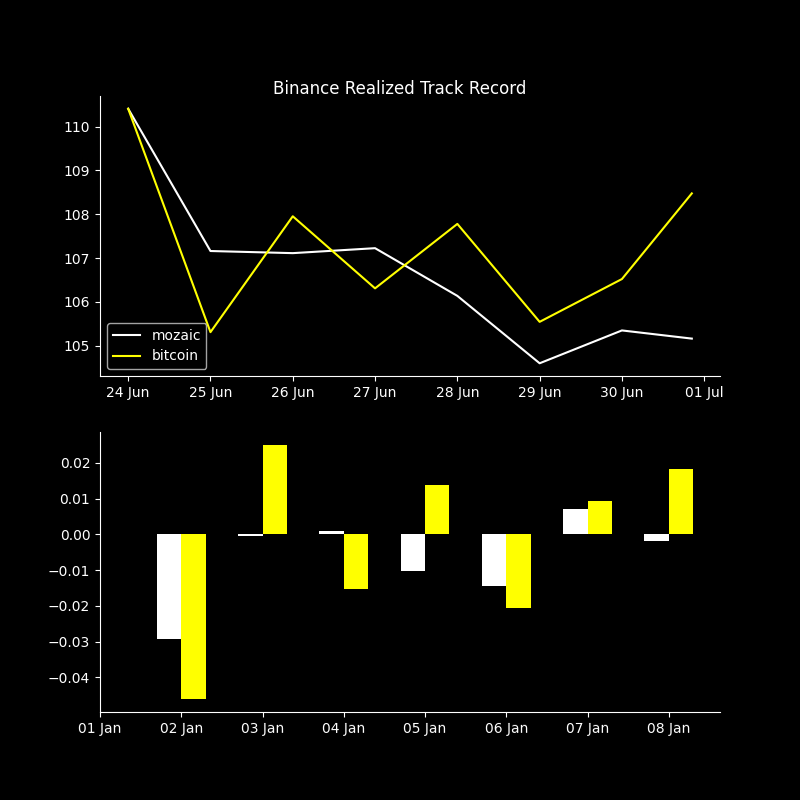 Binance Realized Track Record
110
109
108
107
106
105
mozaic
bitcoin
24 Jun 25 Jun 26 Jun 27 Jun 28 Jun 29 Jun 30 Jun 01 Jul
0.02
0.01
0.00
−0.01
−0.02
−0.03
−0.04
01 Jan 02 Jan 03 Jan 04 Jan 05 Jan 06 Jan 07 Jan 08 Jan